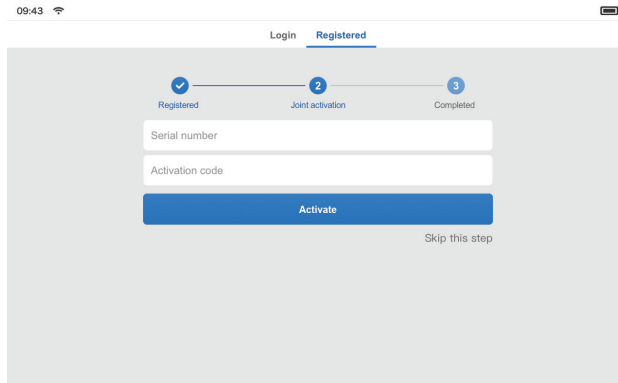 09:43
Login Registered
2 3
Registered Joint activation Completed
Serial number
Activation code
Activate
Skip this step